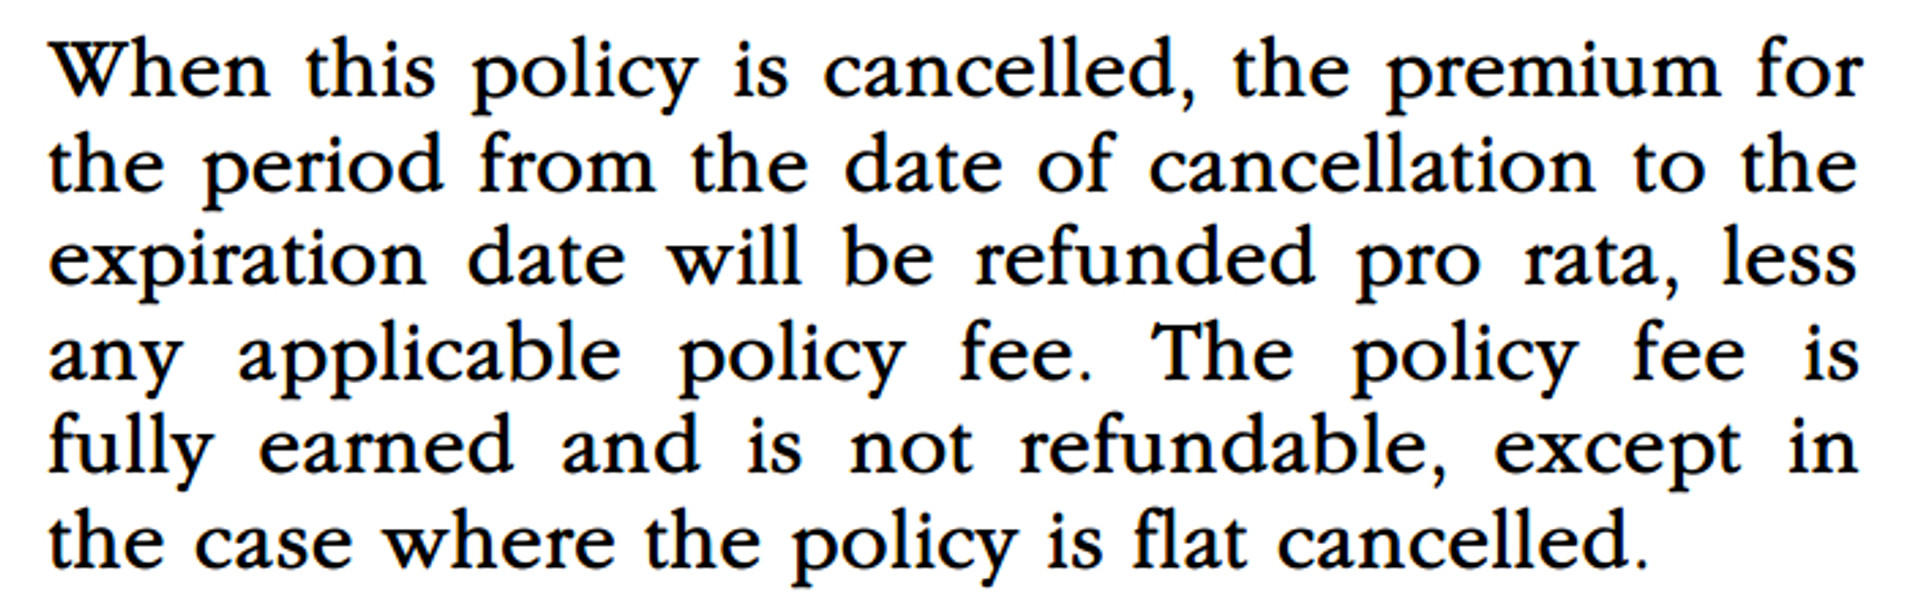 When this policy is cancelled, the premium for
the period from the date of cancellation to the
expiration date will be refunded pro rata, less
any applicable policy fee. The policy fee is
fully earned and is not refundable, except in
the case where the policy is flat cancelled.